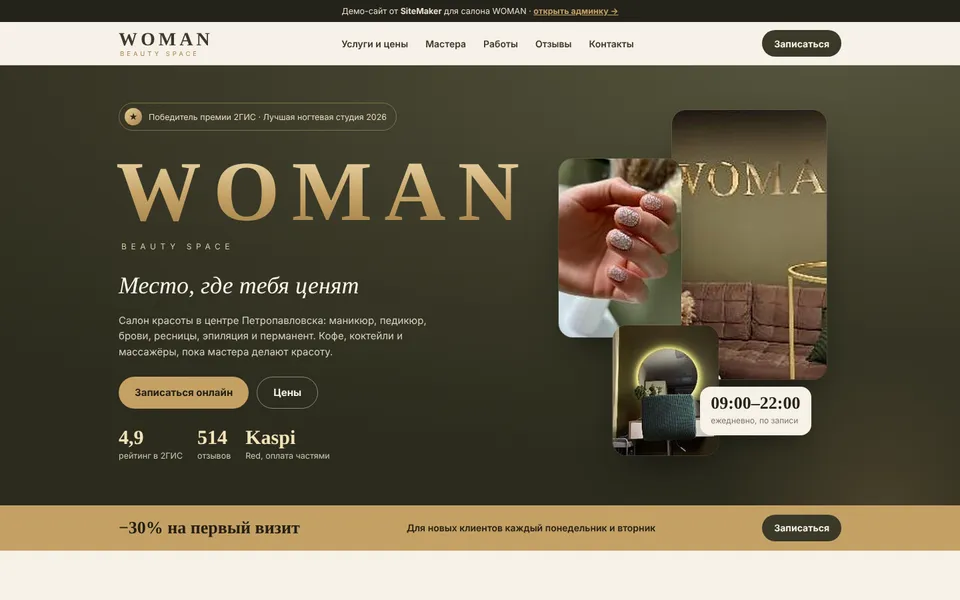 Демо-сайт от SiteMaker для салона WOMAN · открыть админку →
WOMAN
BEAUTY SPACE
Услуги и цены
Мастера
Работы
Отзывы
Контакты
Записаться
★ Победитель премии 2ГИС · Лучшая ногтевая студия 2026
WOMAN
BEAUTY SPACE
Место, где тебя ценят
Салон красоты в центре Петропавловска: маникюр, педикюр,
брови, ресницы, эпиляция и перманент. Кофе, коктейли и
массажёры, пока мастера делают красоту.
Записаться онлайн
Цены
4,9
рейтинг в 2ГИС
514
отзывов
Kaspi
Red, оплата частями
WOMA
09:00–22:00
ежедневно, по записи
−30% на первый визит
Для новых клиентов каждый понедельник и вторник
Записаться